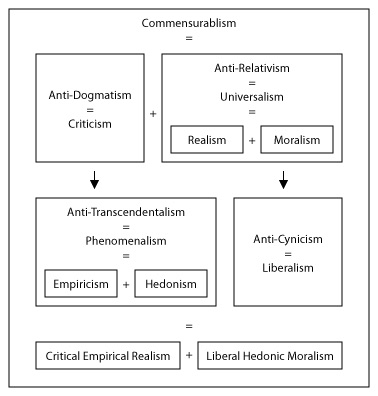 Commensurablism
=
Anti-Dogmatism
=
Criticism
+
Anti-Relativism
=
Universalism
=
Realism + Moralism
Anti-Transcendentalism
=
Phenomenalism
=
Empiricism + Hedonism
Anti-Cynicism
=
Liberalism
=
Critical Empirical Realism + Liberal Hedonic Moralism